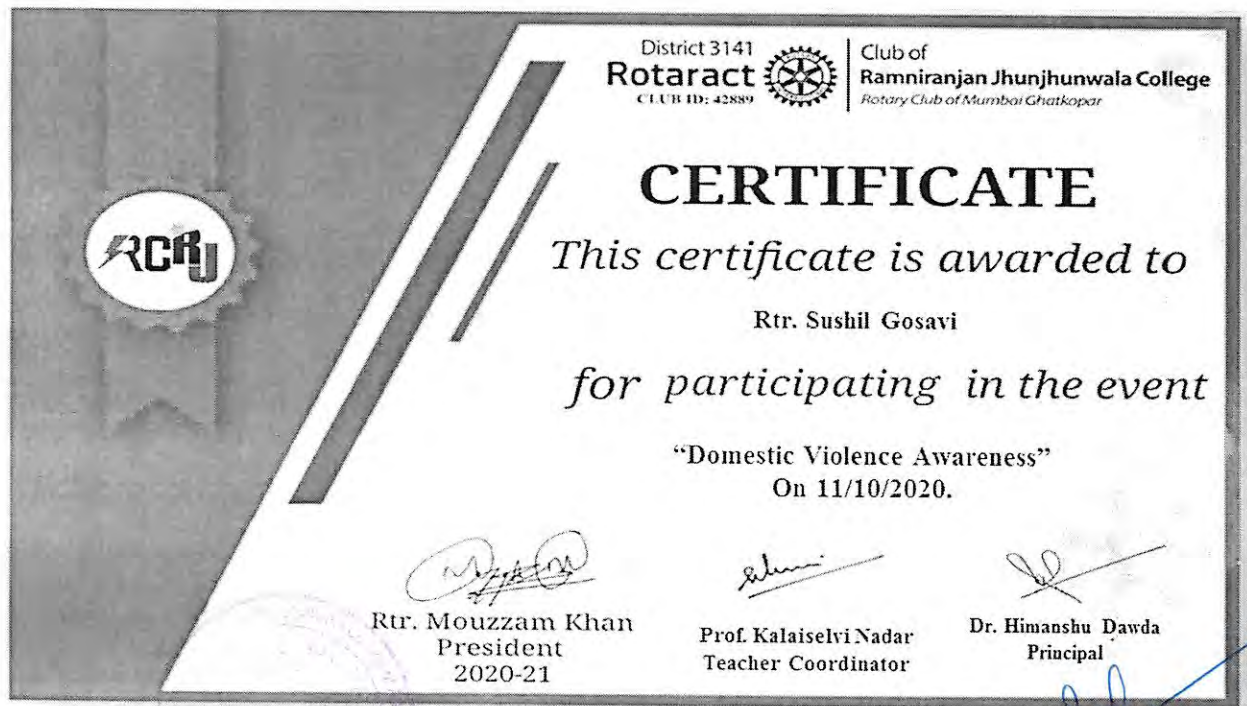 District 3141
Rotaract
CLUB ID: 42889
Club of
Ramniranjan Jhunjhunwala College
Rotary Club of Mumbai Ghatkopar
RCRJ
CERTIFICATE
This certificate is awarded to
Rtr. Sushil Gosavi
for participating in the event
“Domestic Violence Awareness”
On 11/10/2020.
Rtr. Mouzzam Khan
President
2020-21
Prof. Kalaiselvi Nadar
Teacher Coordinator
Dr. Himanshu Dawda
Principal